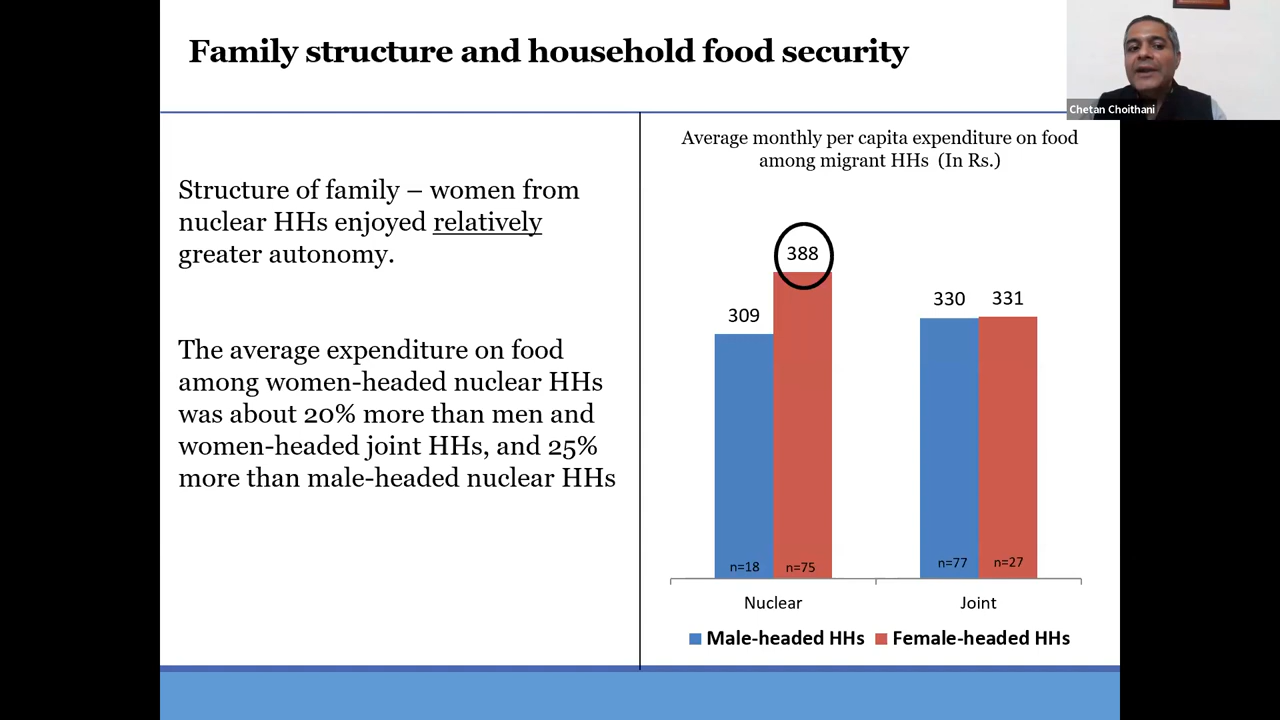 Family structure and household food security
Chetan Choithani
Structure of family – women from
nuclear HHs enjoyed relatively
greater autonomy.
The average expenditure on food
among women-headed nuclear HHs
was about 20% more than men and
women-headed joint HHs, and 25%
more than male-headed nuclear HHs
Average monthly per capita expenditure on food
among migrant HHs (In Rs.)
388
309
330 331
n=18 n=75 n=77 n=27
Nuclear Joint
Male-headed HHs Female-headed HHs